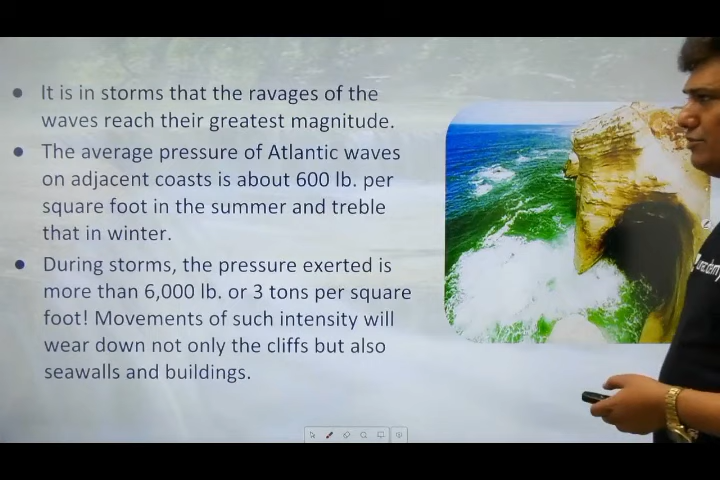 ● It is in storms that the ravages of the
waves reach their greatest magnitude.
● The average pressure of Atlantic waves
on adjacent coasts is about 600 lb. per
square foot in the summer and treble
that in winter.
● During storms, the pressure exerted is
more than 6,000 lb. or 3 tons per square
foot! Movements of such intensity will
wear down not only the cliffs but also
seawalls and buildings.